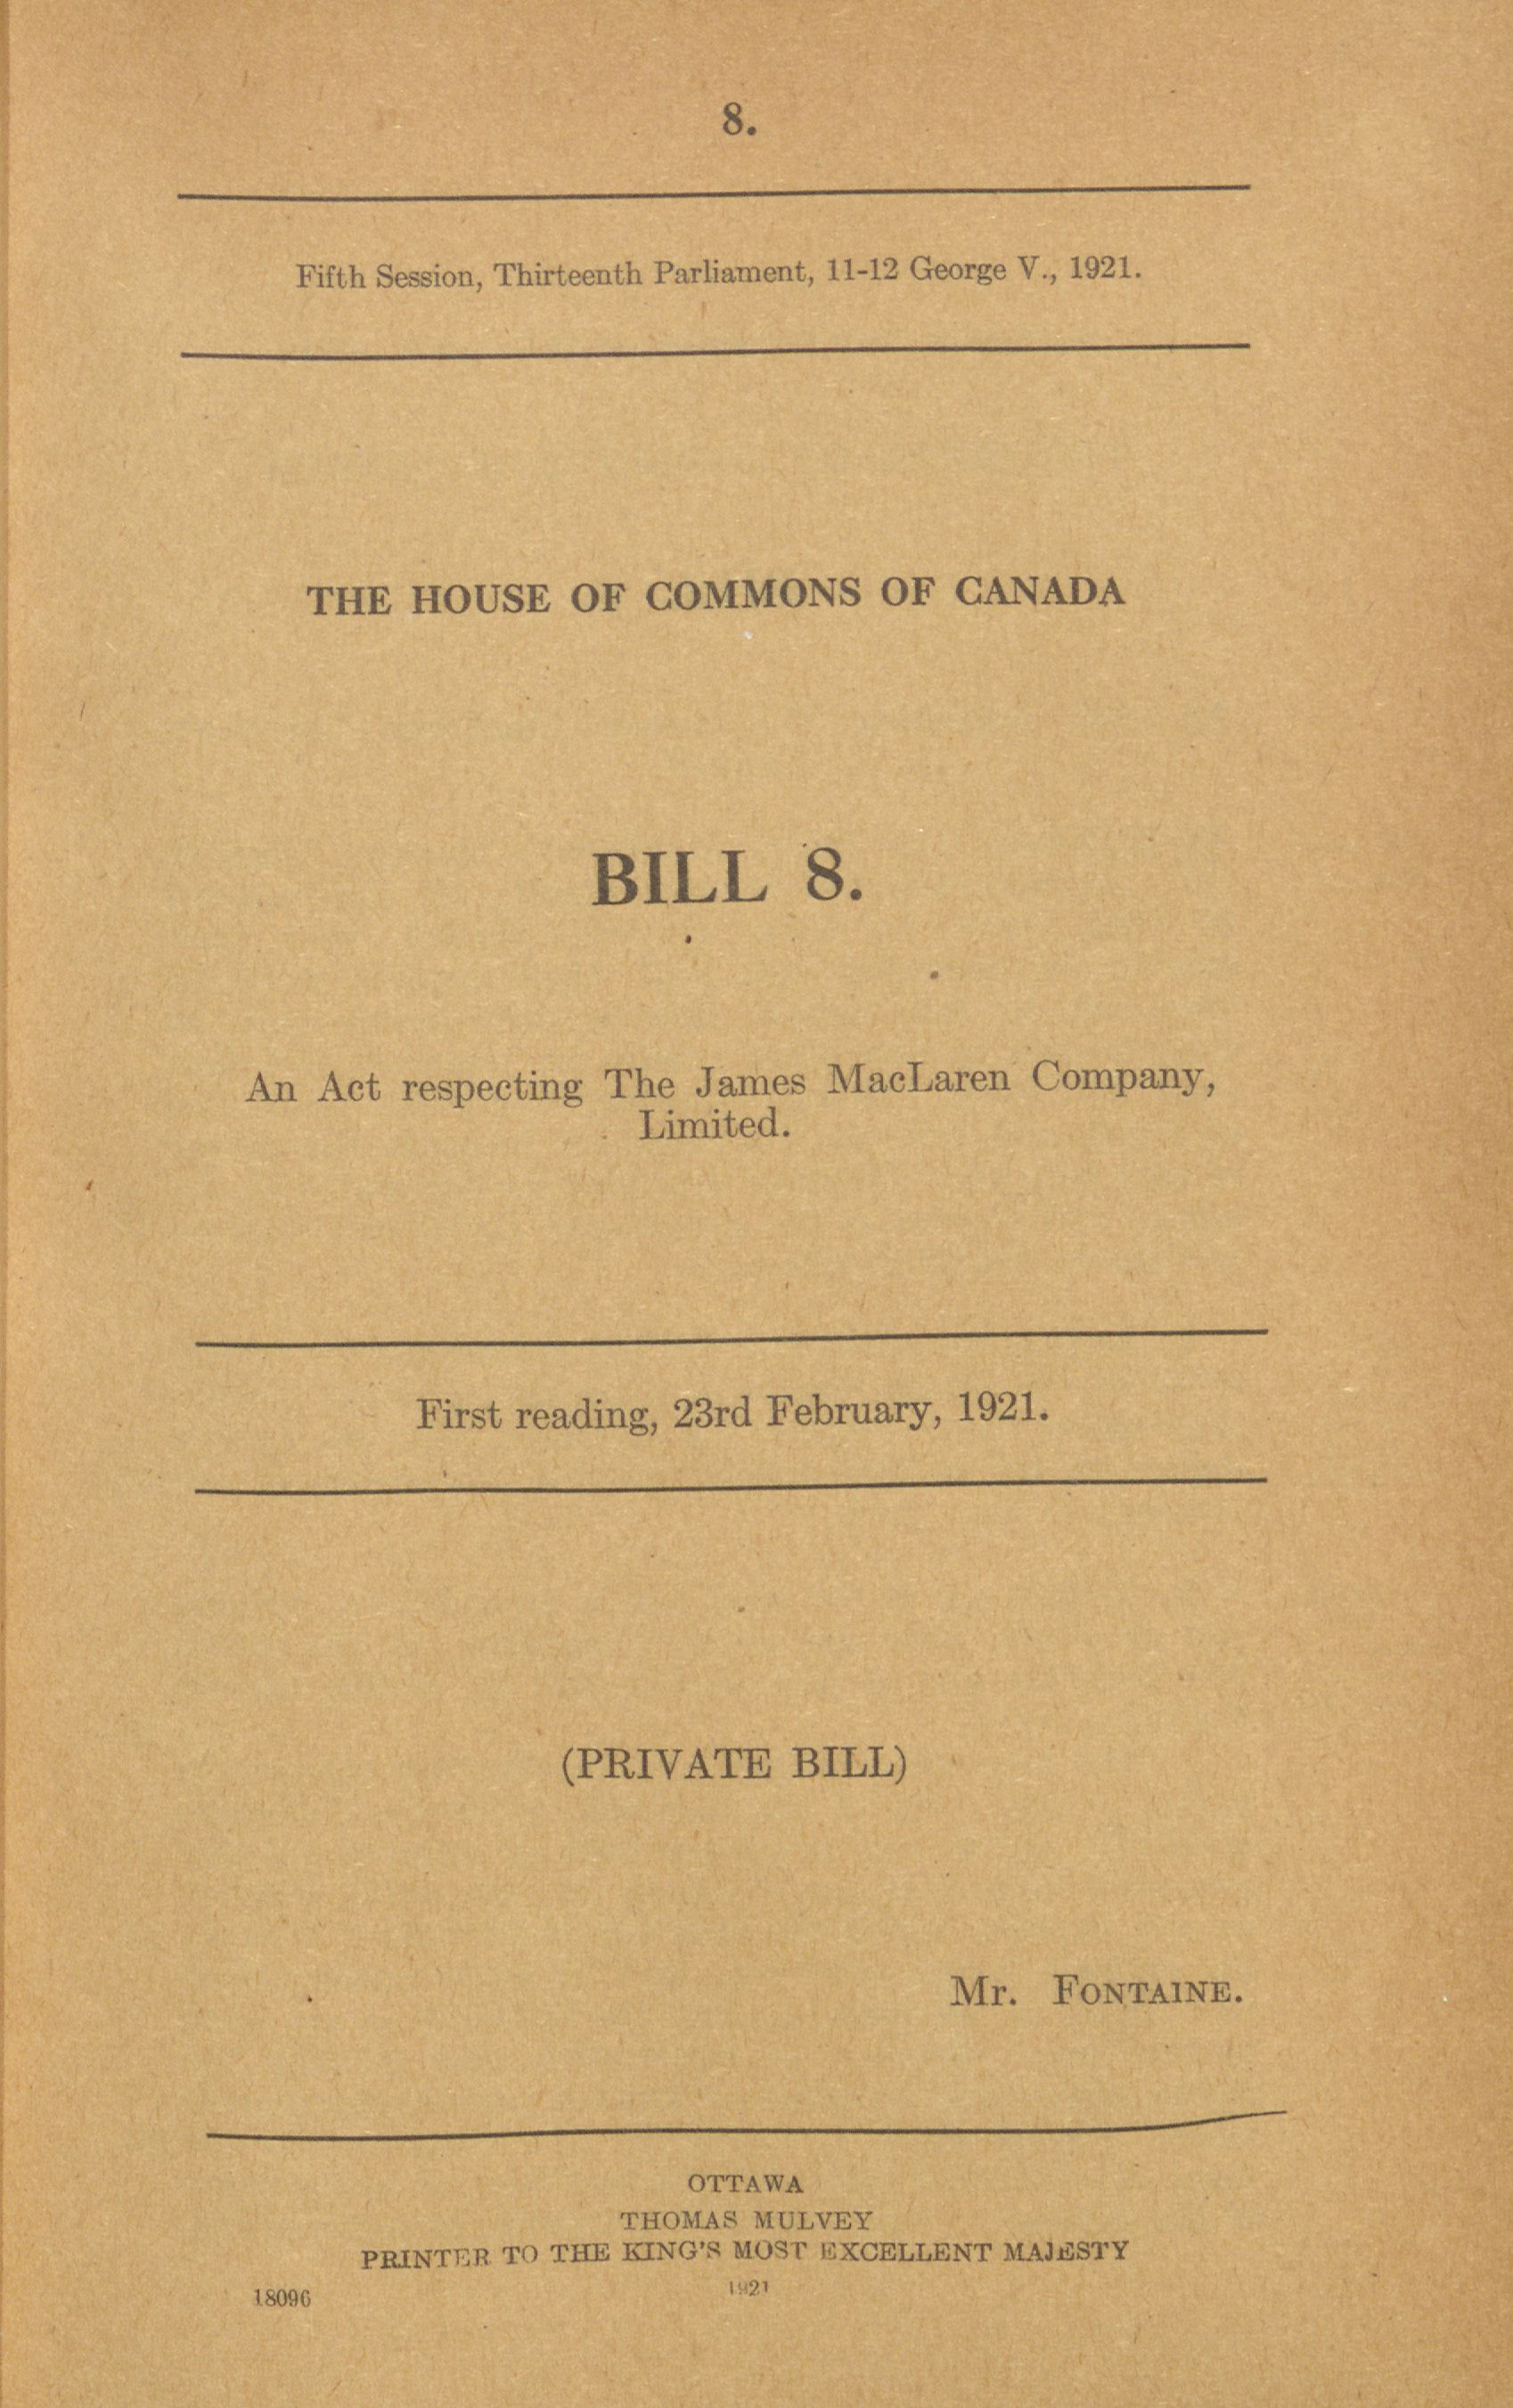 8.
Fifth Session, Thirteenth Parliament, 11-12 George V., 1921.
THE HOUSE OF COMMONS OF CANADA
BILL 8.
An Act respecting The James MacLaren Company,
Limited.
First reading, 23rd February, 1921.
(PRIVATE BILL)
Mr. FONTAINE.
OTTAWA
THOMAS MULVEY
PRINTER TO THE KING'S MOST EXCELLENT MAJESTY
1921
18096